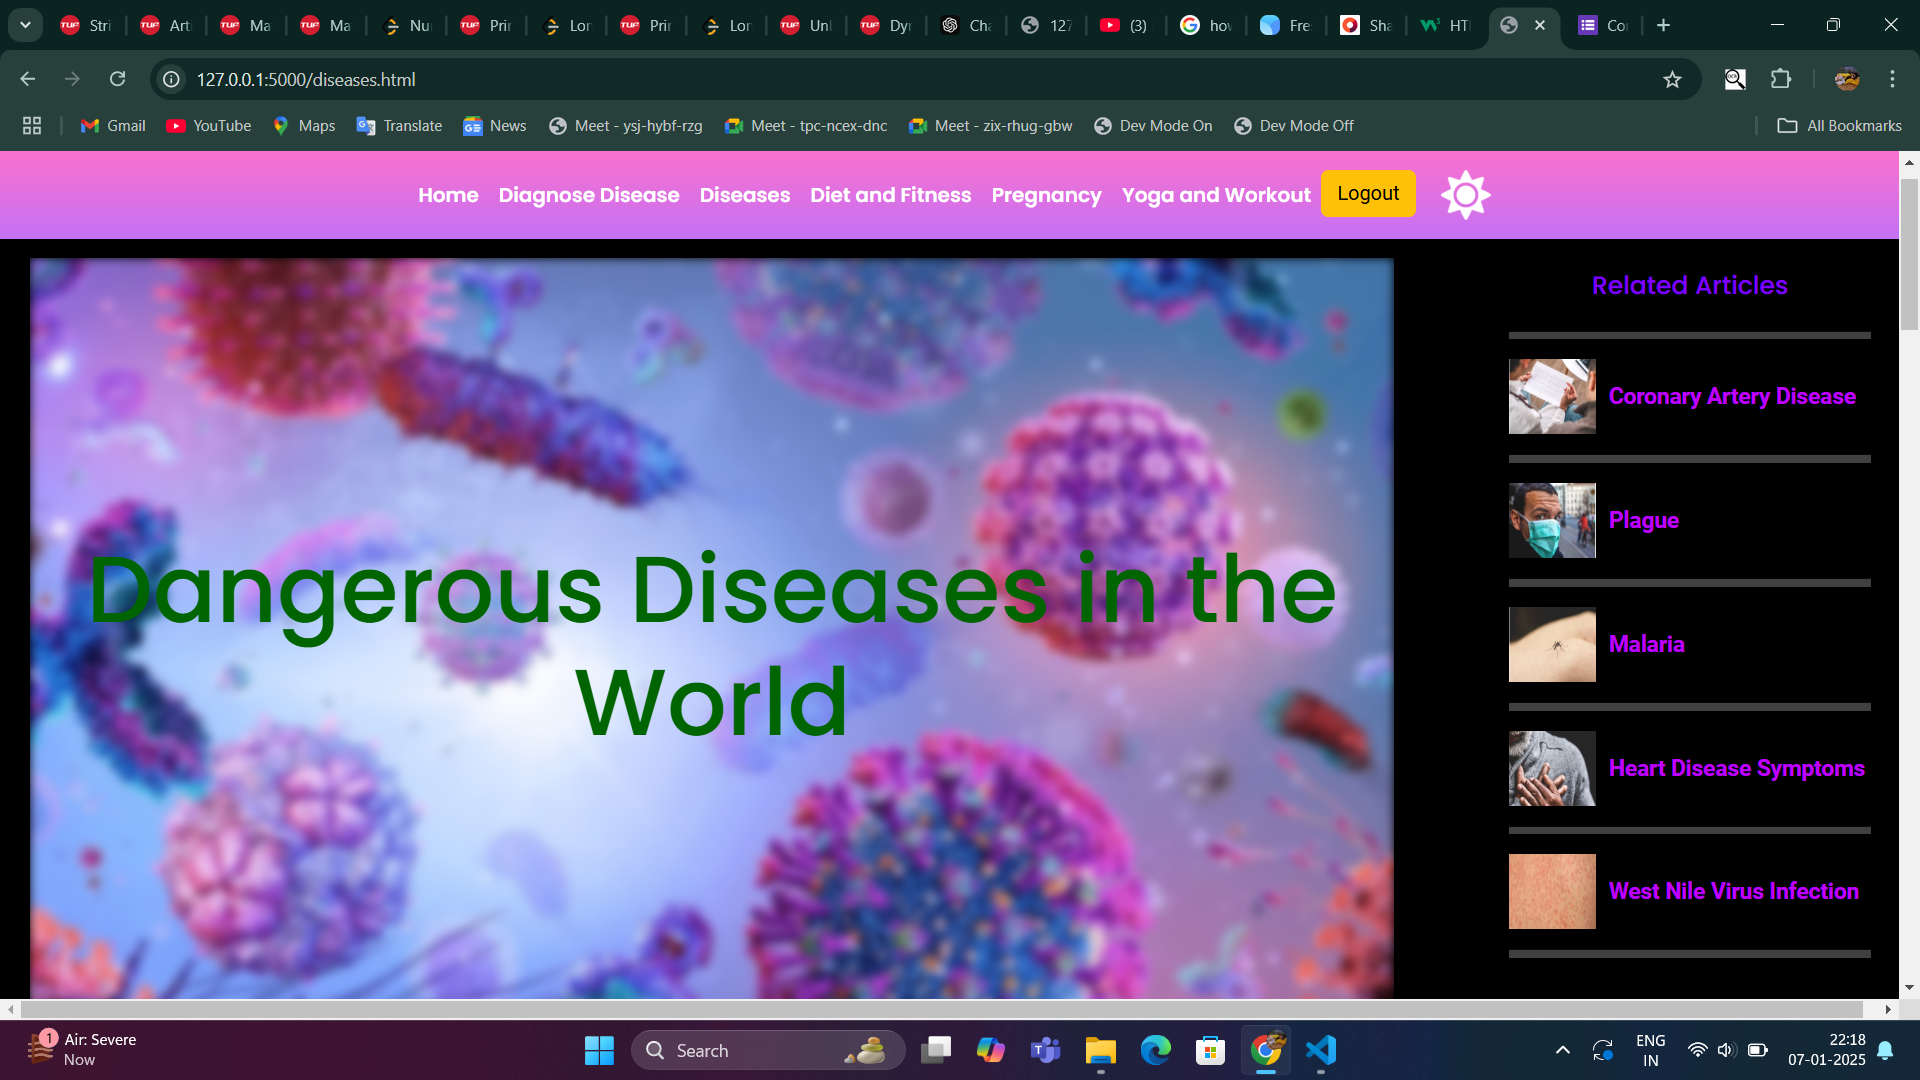 Stri
Arti
Ma
Ma
Nu
Prir
Lor
Prir
Lor
Unl
Dyr
Cha
127
(3)
hov
Fre
Sha
HT
Co
127.0.0.1:5000/diseases.html
Gmail
YouTube
Maps
Translate
News
Meet - ysj-hybf-rzg
Meet - tpc-ncex-dnc
Meet - zix-rhug-gbw
Dev Mode On
Dev Mode Off
All Bookmarks
Home
Diagnose Disease
Diseases
Diet and Fitness
Pregnancy
Yoga and Workout
Logout
Dangerous Diseases in the
World
Related Articles
Coronary Artery Disease
Plague
Malaria
Heart Disease Symptoms
West Nile Virus Infection
1
Air: Severe
Now
Search
ENG
IN
22:18
07-01-2025